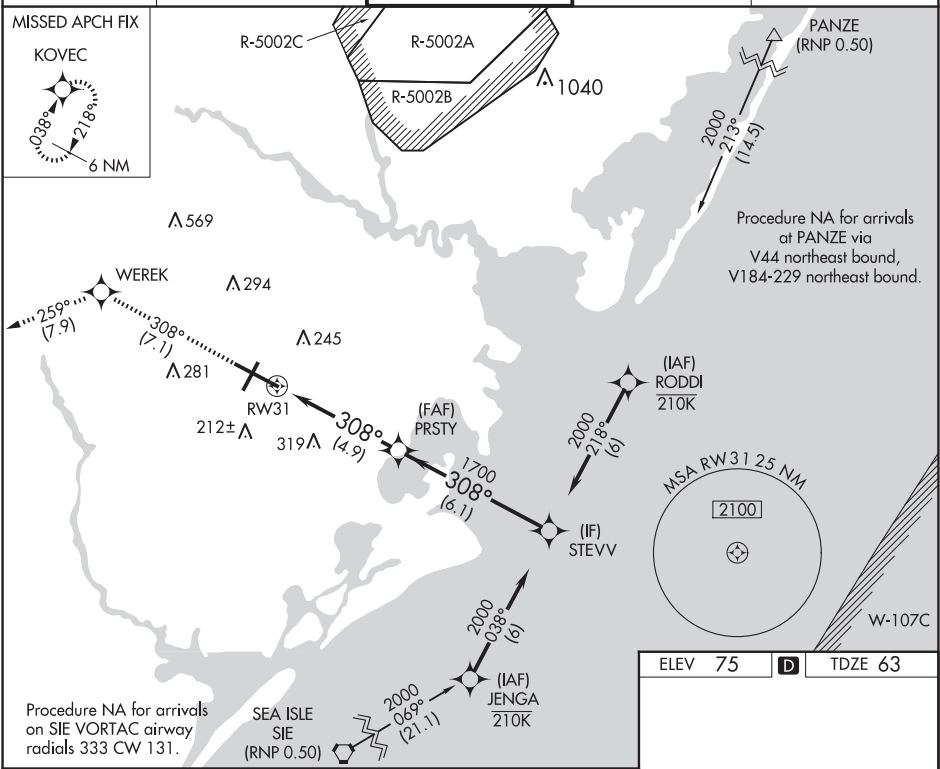 MISSED APCH FIX
KOVEC
038°
218°
6 NM
R-5002C
R-5002A
R-5002B
1040
PANZE
(RNP 0.50)
2000
213°
(14.5)
Procedure NA for arrivals
at PANZE via
V44 northeast bound,
V184-229 northeast bound.
569
WEREK
294
259°
(7.9)
308°
(7.1)
245
281
RW31
212±
319
308°
(4.9)
(FAF)
PRSTY
1700
308°
(6.1)
(IAF)
RODDI
210K
2000
218°
(6)
(IF)
STEVV
MSA RW31 25 NM
2100
W-107C
2000
038°
(6)
(IAF)
JENGA
210K
2000
069°
(21.1)
SEA ISLE
SIE
(RNP 0.50)
Procedure NA for arrivals
on SIE VORTAC airway
radials 333 CW 131.
ELEV 75 D TDZE 63